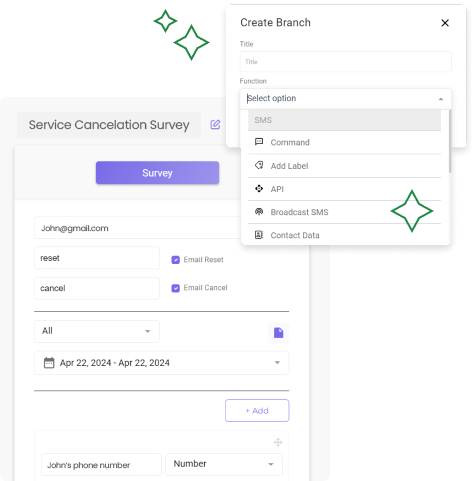 Create Branch
Title
Title
Function
Select option
SMS
Command
Add Label
API
Broadcast SMS
Contact Data
Service Cancelation Survey
Survey
John@gmail.com
reset
Email Reset
cancel
Email Cancel
All
Apr 22, 2024 - Apr 22, 2024
+ Add
John's phone number
Number